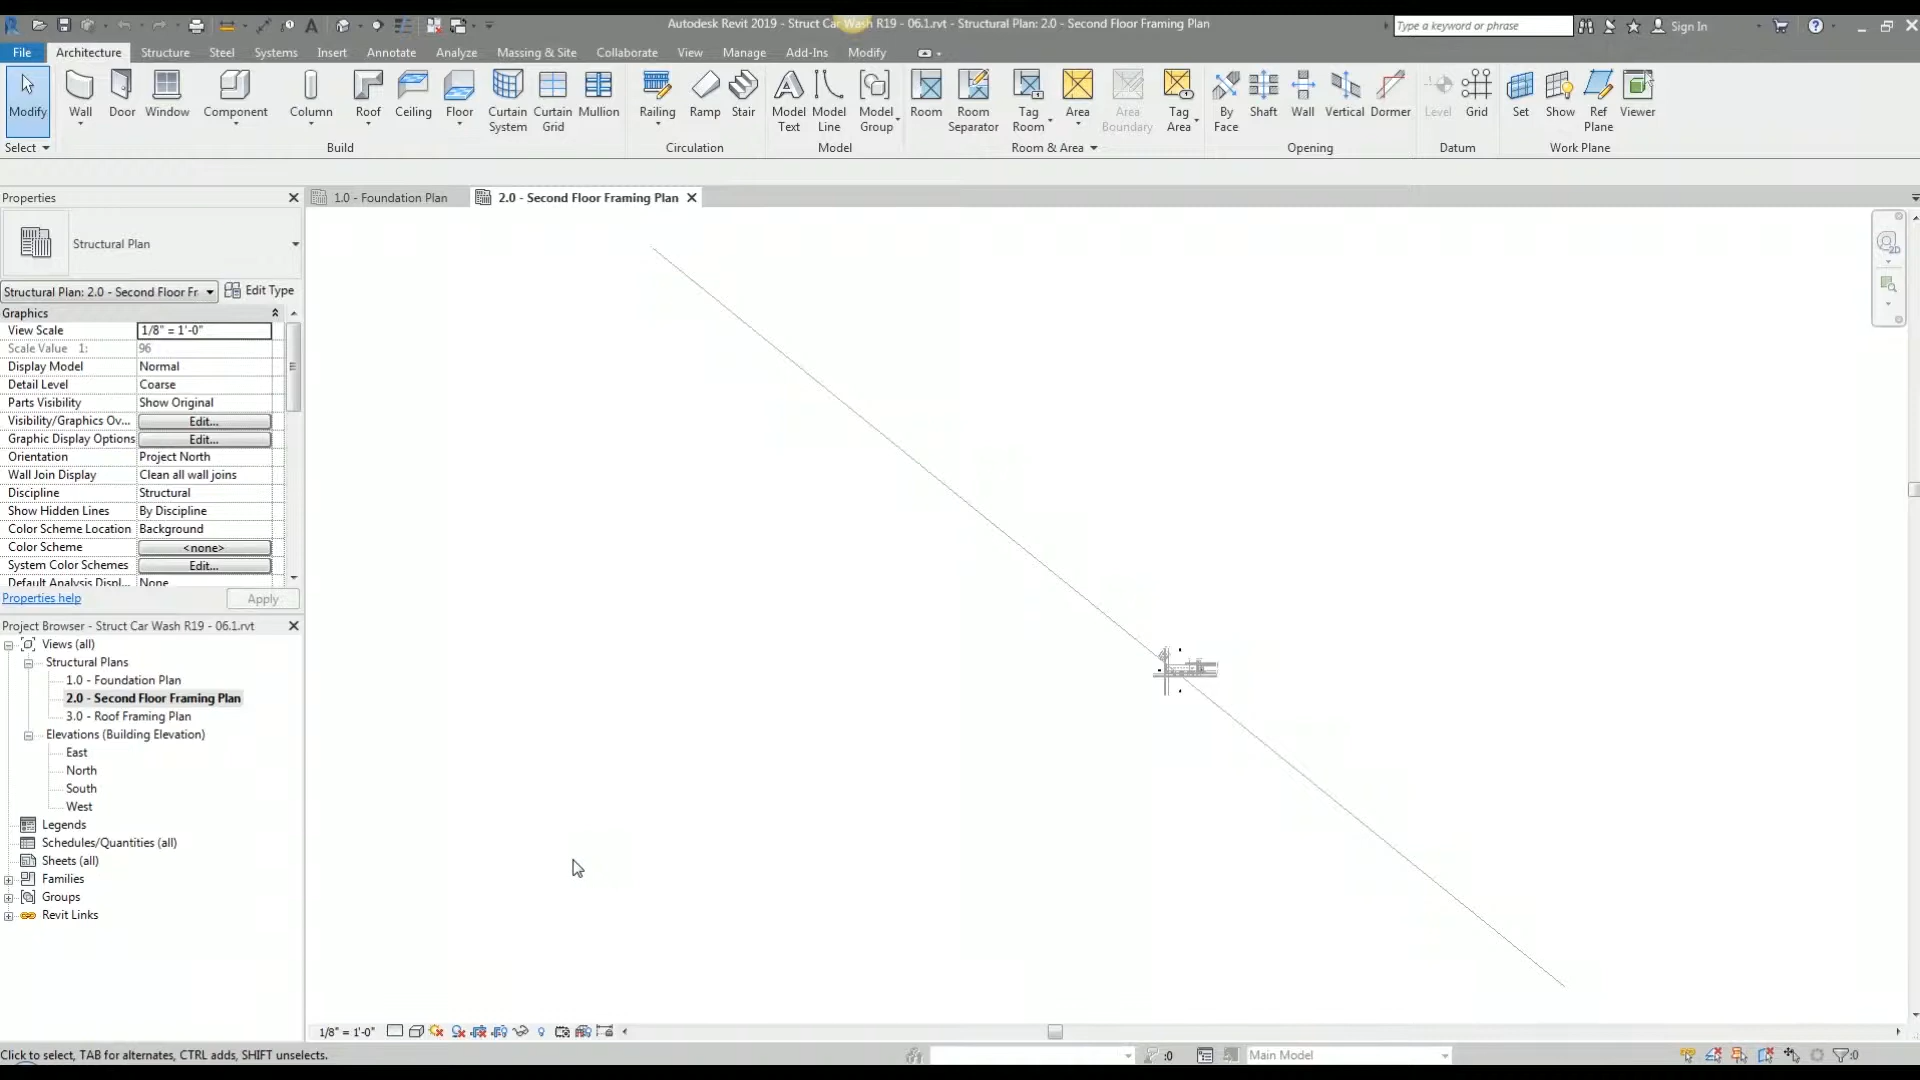 Autodesk Revit 2019 - Struct Car Wash R19 - 06.1.rvt - Structural Plan: 2.0 - Second Floor Framing Plan
Type a keyword or phrase
Sign In
File Architecture Structure Steel Systems Insert Annotate Analyze Massing & Site Collaborate View Manage Add-Ins Modify
Modify Wall Door Window Component Column Roof Ceiling Floor Curtain System Curtain Grid Mullion Railing Ramp Stair Model Text Model Line Model Group Room Room Separator Tag Room Area Area Boundary Tag Area By Face Shaft Wall Vertical Dormer Level Grid Set Show Ref Plane Viewer
Select Build Circulation Model Room & Area Opening Datum Work Plane
Properties
1.0 - Foundation Plan
2.0 - Second Floor Framing Plan
Structural Plan
Structural Plan: 2.0 - Second Floor Fr
Edit Type
Graphics
View Scale 1/8" = 1'-0"
Scale Value 1: 96
Display Model Normal
Detail Level Coarse
Parts Visibility Show Original
Visibility/Graphics Ov... Edit...
Graphic Display Options Edit...
Orientation Project North
Wall Join Display Clean all wall joins
Discipline Structural
Show Hidden Lines By Discipline
Color Scheme Location Background
Color Scheme <none>
System Color Schemes Edit...
Default Analysis Displ... None
Properties help
Apply
Project Browser - Struct Car Wash R19 - 06.1.rvt
Views (all)
Structural Plans
1.0 - Foundation Plan
2.0 - Second Floor Framing Plan
3.0 - Roof Framing Plan
Elevations (Building Elevation)
East
North
South
West
Legends
Schedules/Quantities (all)
Sheets (all)
Families
Groups
Revit Links
1/8" = 1'-0"
Click to select, TAB for alternates, CTRL adds, SHIFT unselects.
:0
Main Model
:0